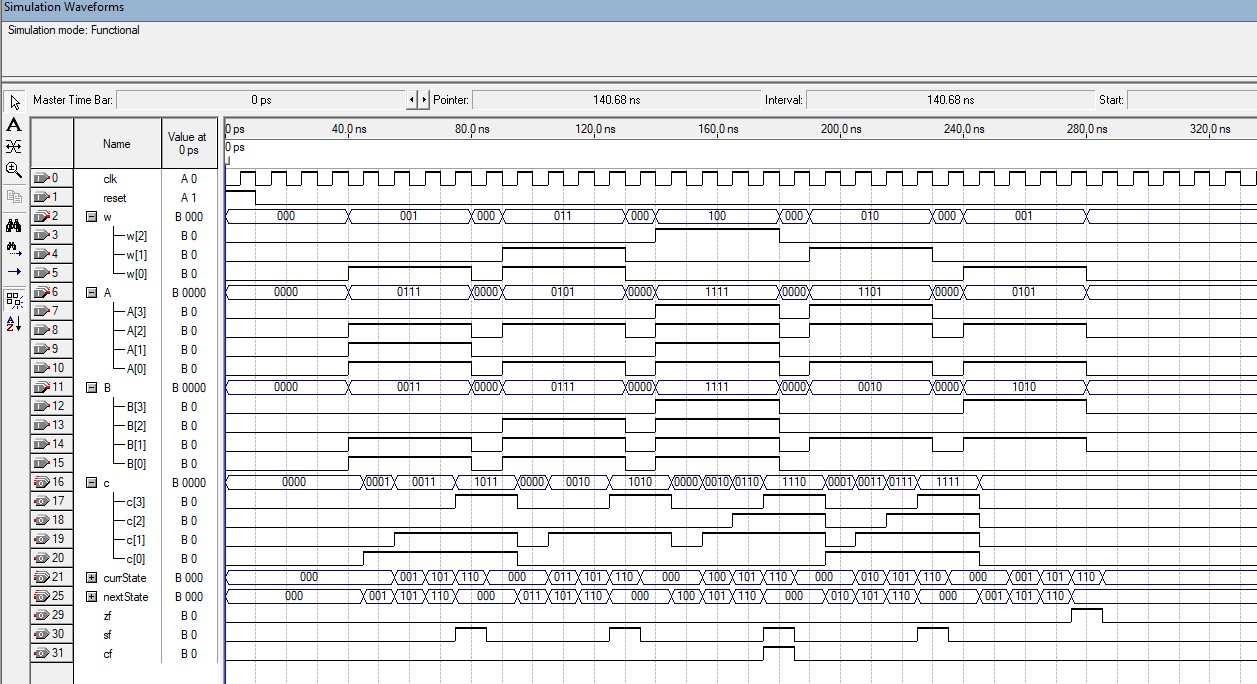 Simulation Waveforms
Simulation mode: Functional
Master Time Bar: 0 ps Pointer: 140.68 ns Interval: 140.68 ns Start:
Name Value at 0 ps 0 ps 40.0 ns 80.0 ns 120.0 ns 160.0 ns 200.0 ns 240.0 ns 280.0 ns 320.0 ns
0 ps
0 clk A 0
1 reset A 1
2 w B 000 000 001 000 011 000 100 000 010 000 001
3 w[2] B 0
4 w[1] B 0
5 w[0] B 0
6 A B 0000 0000 0111 0000 0101 0000 1111 0000 1101 0000 0101
7 A[3] B 0
8 A[2] B 0
9 A[1] B 0
10 A[0] B 0
11 B B 0000 0000 0011 0000 0111 0000 1111 0000 0010 0000 1010
12 B[3] B 0
13 B[2] B 0
14 B[1] B 0
15 B[0] B 0
16 c B 0000 0000 0001 0011 1011 0000 0010 1010 0000 0010 0110 1110 0001 0011 0111 1111
17 c[3] B 0
18 c[2] B 0
19 c[1] B 0
20 c[0] B 0
21 currState B 000 000 001 101 110 000 011 101 110 000 100 101 110 000 010 101 110 000 001 101 110
25 nextState B 000 000 001 101 110 000 011 101 110 000 100 101 110 000 010 101 110 000 001 101 110
29 zf B 0
30 sf B 0
31 cf B 0